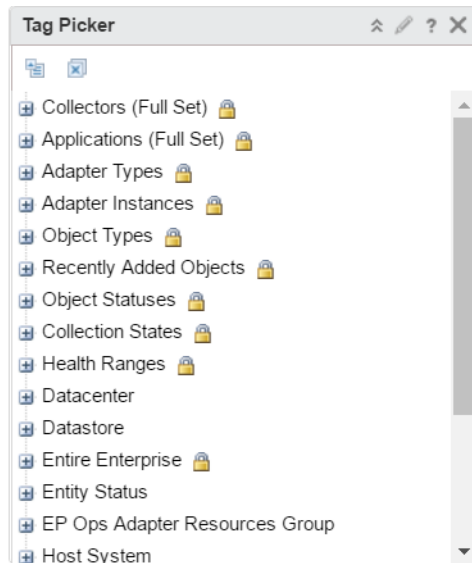 Tag Picker
Collectors (Full Set)
Applications (Full Set)
Adapter Types
Adapter Instances
Object Types
Recently Added Objects
Object Statuses
Collection States
Health Ranges
Datacenter
Datastore
Entire Enterprise
Entity Status
EP Ops Adapter Resources Group
Host System